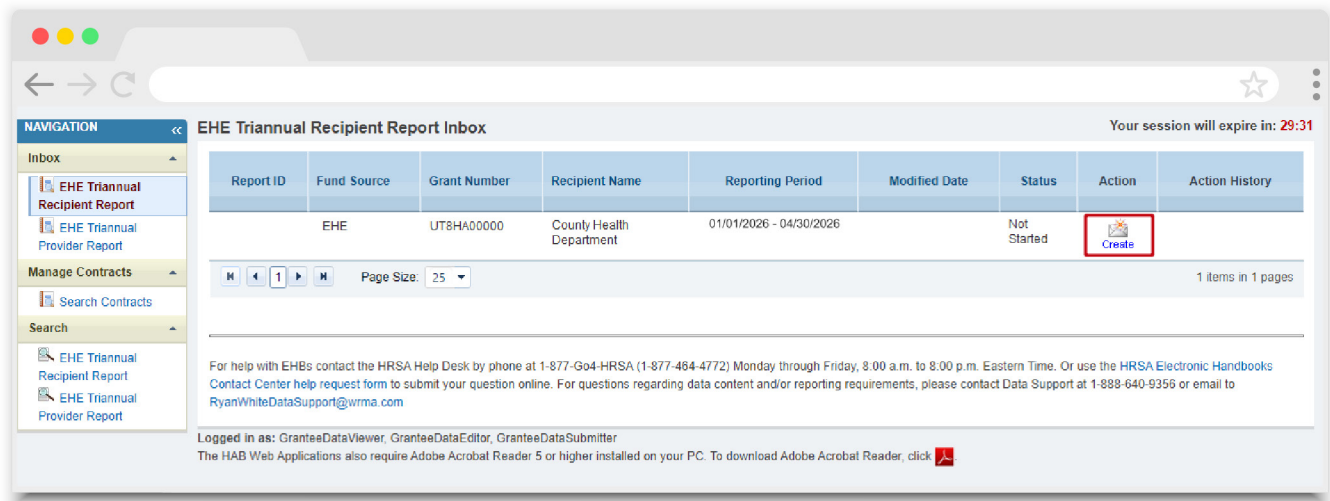 NAVIGATION «
Inbox
EHE Triannual
Recipient Report
EHE Triannual
Provider Report
Manage Contracts
Search Contracts
Search
EHE Triannual
Recipient Report
EHE Triannual
Provider Report
EHE Triannual Recipient Report Inbox
Your session will expire in: 29:31
Report ID Fund Source Grant Number Recipient Name Reporting Period Modified Date Status Action Action History
EHE UT8HA00000 County Health 01/01/2026 - 04/30/2026 Not
Department Started Create
1 Page Size: 25 1 items in 1 pages
For help with EHBs contact the HRSA Help Desk by phone at 1-877-Go4-HRSA (1-877-464-4772) Monday through Friday, 8:00 a.m. to 8:00 p.m. Eastern Time. Or use the HRSA Electronic Handbooks
Contact Center help request form to submit your question online. For questions regarding data content and/or reporting requirements, please contact Data Support at 1-888-640-9356 or email to
RyanWhiteDataSupport@wrma.com
Logged in as: GranteeDataViewer, GranteeDataEditor, GranteeDataSubmitter
The HAB Web Applications also require Adobe Acrobat Reader 5 or higher installed on your PC. To download Adobe Acrobat Reader, click .